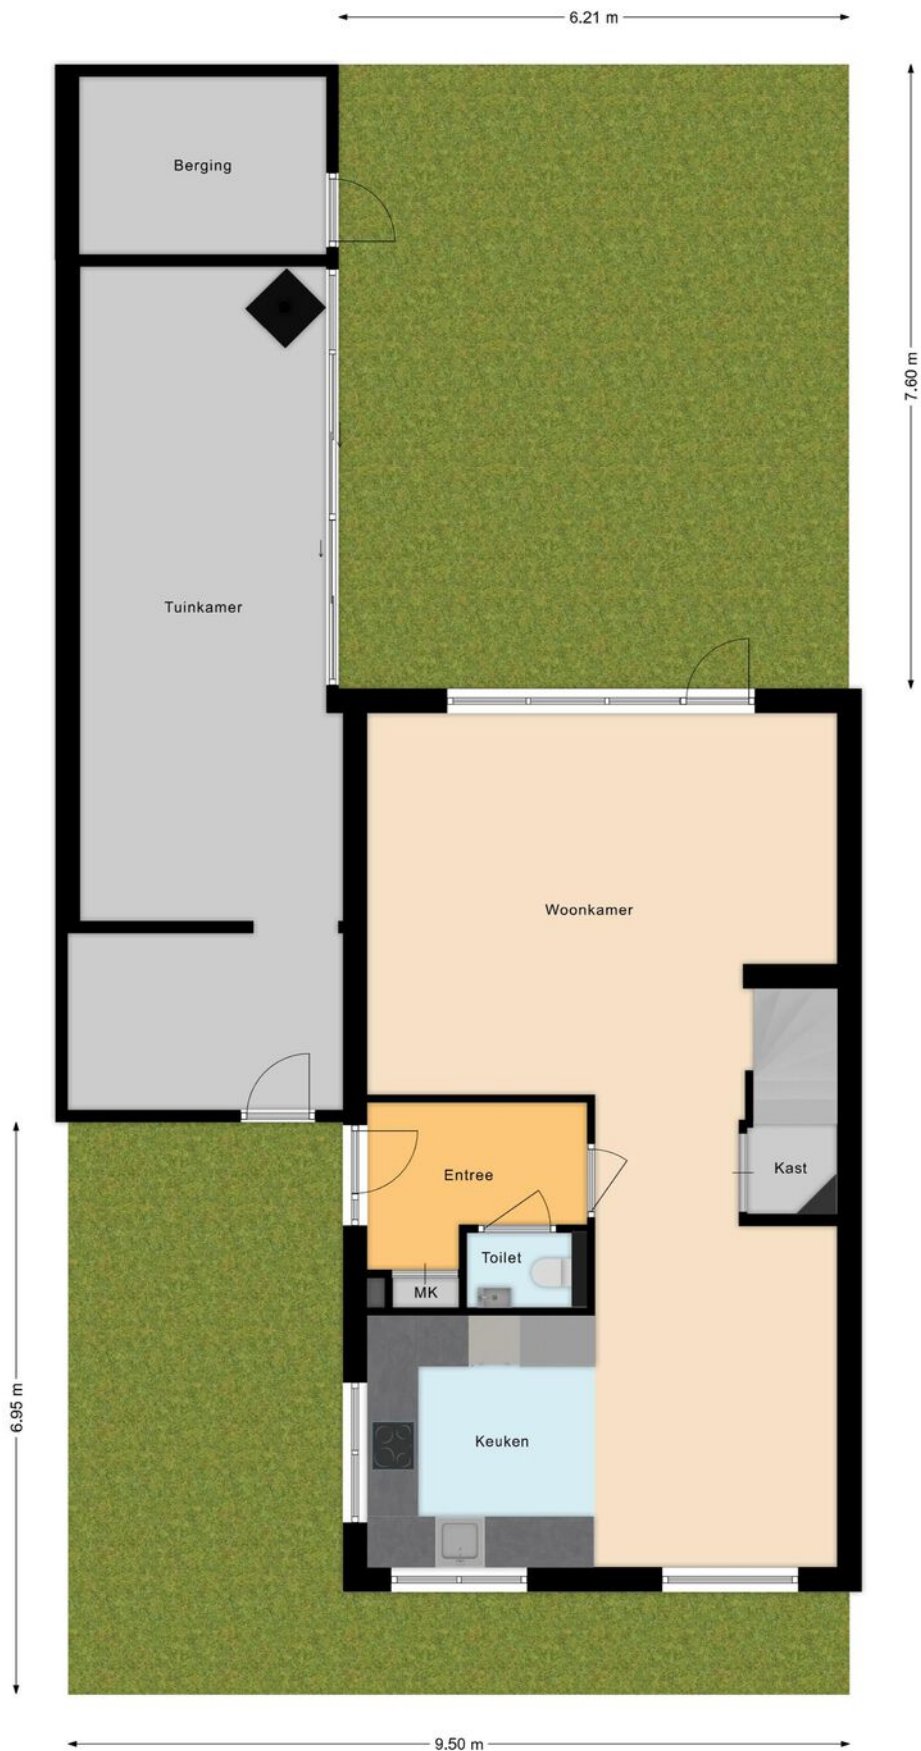 6.21 m
Berging
7.60 m
Tuinkamer
Woonkamer
Entree
Kast
Toilet
MK
6.95 m
Keuken
9.50 m